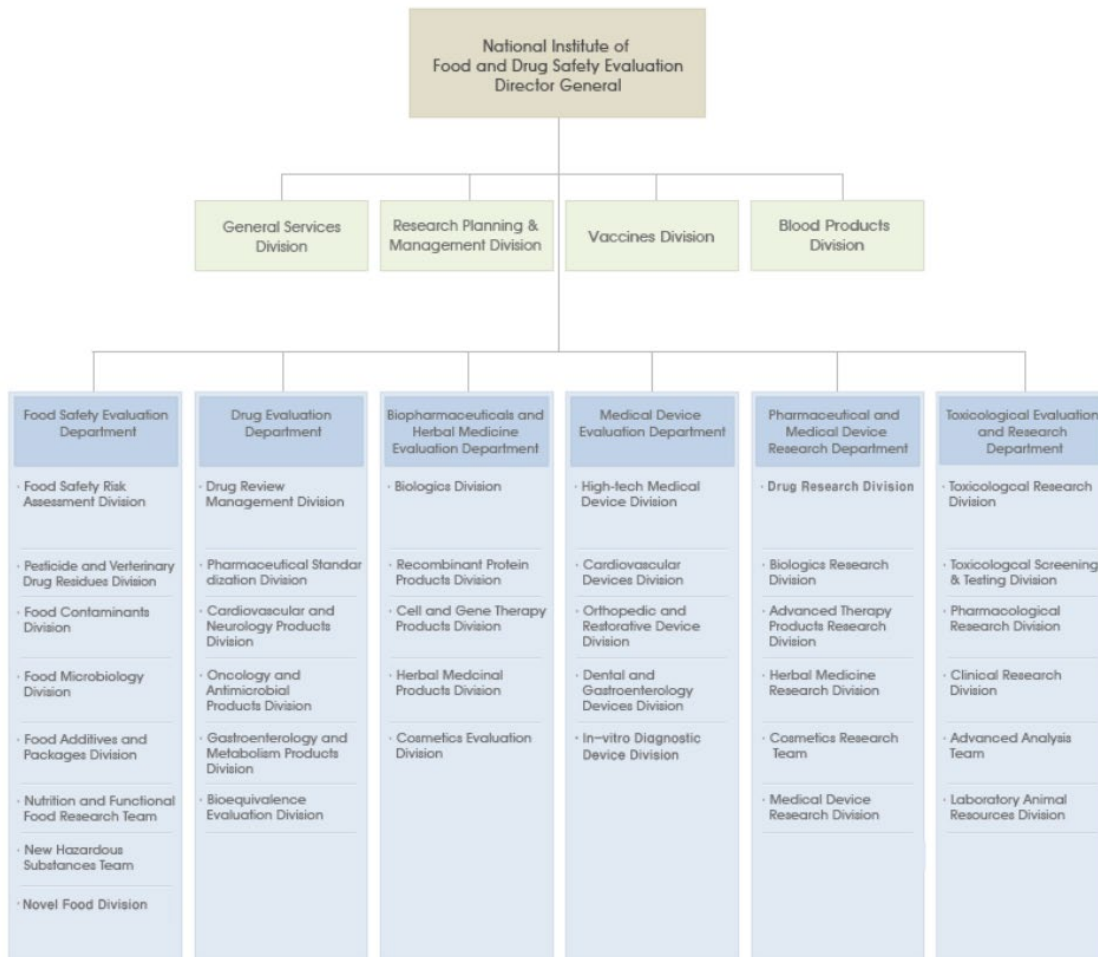 National Institute of
Food and Drug Safety Evaluation
Director General
General Services
Division
Research Planning &
Management Division
Vaccines Division
Blood Products
Division
Food Safety Evaluation
Department
· Food Safety Risk
Assessment Division
· Pesticide and Verterinary
Drug Residues Division
· Food Contaminants
Division
· Food Microbiology
Division
· Food Additives and
Packages Division
· Nutrition and Functional
Food Research Team
· New Hazardous
Substances Team
· Novel Food Division
Drug Evaluation
Department
· Drug Review
Management Division
· Pharmaceutical Standar
dization Division
· Cardiovascular and
Neurology Products
Division
· Oncology and
Antimicrobial
Products Division
· Gastroenterology and
Metabolism Products
Division
· Bioequivalence
Evaluation Division
Biopharmaceuticals and
Herbal Medicine
Evaluation Department
· Biologics Division
· Recombinant Protein
Products Division
· Cell and Gene Therapy
Products Division
· Herbal Medcinal
Products Division
· Cosmetics Evaluation
Division
Medical Device
Evaluation Department
· High-tech Medical
Device Division
· Cardiovascular
Devices Division
· Orthopedic and
Restorative Device
Division
· Dental and
Gastroenterology
Devices Division
· In-vitro Diagnostic
Device Division
Pharmaceutical and
Medical Device
Research Department
· Drug Research Division
· Biologics Research
Division
· Advanced Therapy
Products Research
Division
· Herbal Medicine
Research Division
· Cosmetics Research
Team
· Medical Device
Research Division
Toxicological Evaluation
and Research
Department
· Toxicologcal Research
Division
· Toxicologcal Screening
& Testing Division
· Pharmacological
Research Division
· Clinical Research
Division
· Advanced Analysis
Team
· Laboratory Animal
Resources Division